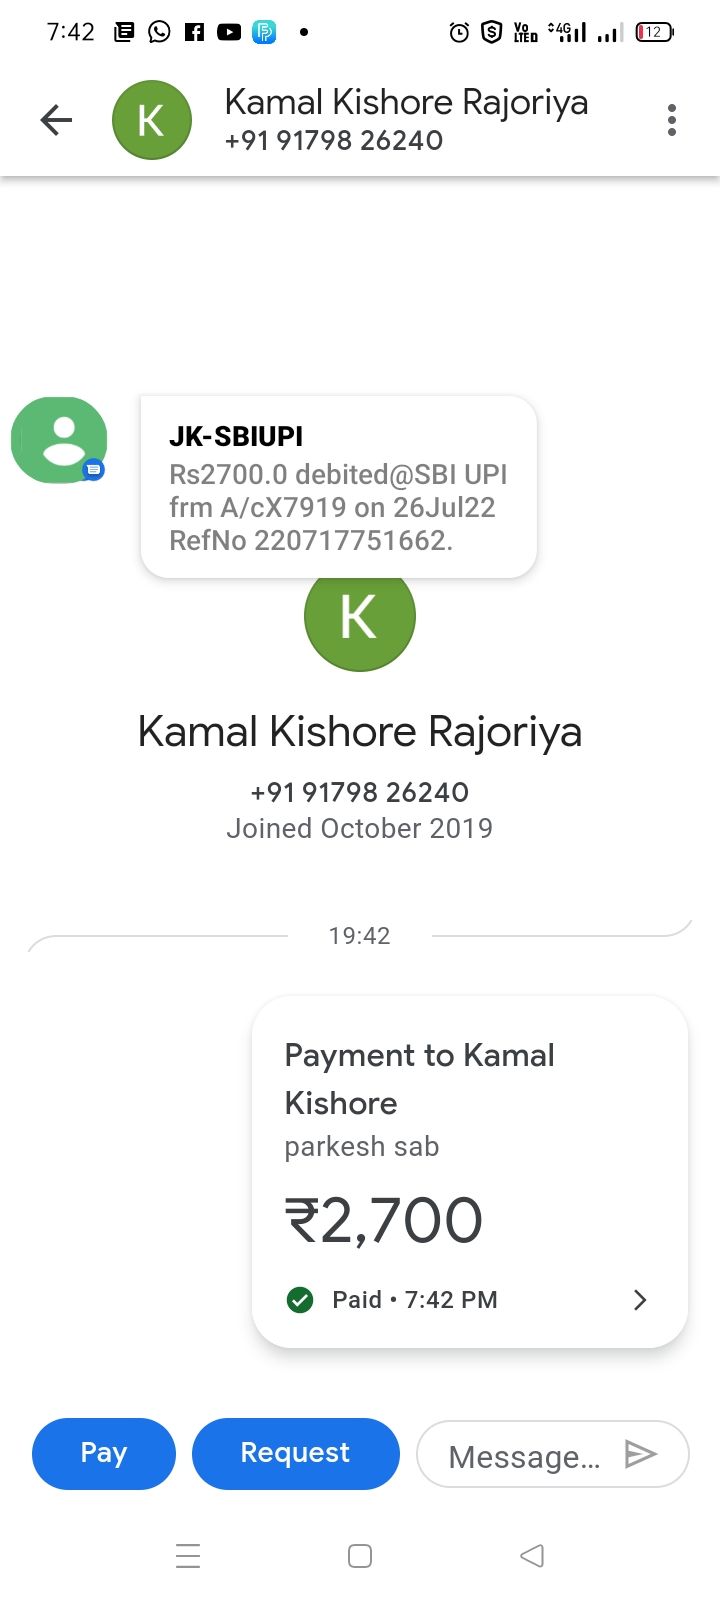 7:42
VO LTED
4G
12
K
Kamal Kishore Rajoriya
+91 91798 26240
JK-SBIUPI
Rs2700.0 debited@SBI UPI
frm A/cX7919 on 26Jul22
RefNo 220717751662.
K
Kamal Kishore Rajoriya
+91 91798 26240
Joined October 2019
19:42
Payment to Kamal
Kishore
parkesh sab
₹2,700
Paid • 7:42 PM
Pay
Request
Message...